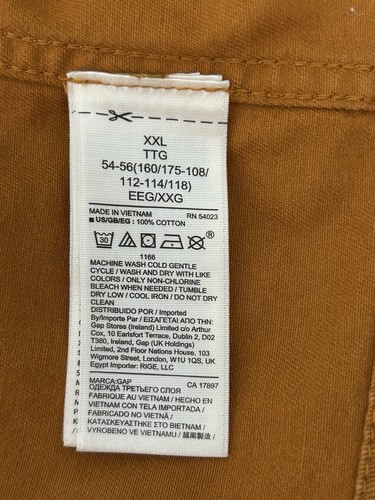 XXL
TTG
54-56(160/175-108/
112-114/118)
EEG/XXG
MADE IN VIETNAM RN 54023
■ US/GB/EG : 100% COTTON
30
®
1166
MACHINE WASH COLD GENTLE
CYCLE / WASH AND DRY WITH LIKE
COLORS / ONLY NON-CHLORINE
BLEACH WHEN NEEDED / TUMBLE
DRY LOW / COOL IRON / DO NOT DRY
CLEAN
DISTRIBUIDO POR / Imported
By/Importe Par / ΕΙΣΑΓΕΤΑΙ ΑΠΟ ΤΗΝ:
Gap Stores (Ireland) Limited c/o Arthur
Cox, 10 Earlsfort Terrace, Dublin 2, D02
T380, Ireland, Gap (UK Holdings)
Limited, 2nd Floor Nations House, 103
Wigmore Street, London, W1U 1QS, UK
Egypt Importer: RIGE, LLC
MARCA:GAP CA 17897
ОДЕЖДА ТРЕТЬЕГО СЛОЯ
FABRIQUE AU VIETNAM / HECHO EN
VIETNAM CON TELA IMPORTADA /
FABRICADO NO VIETNÃ /
ΚΑΤΑΣΚΕΥΑΣΤΗΚΕ ΣΤΟ ΒΙΕΤΝΑΜ
/ VYROBENO VE VIETNAMU / 越南製造 /